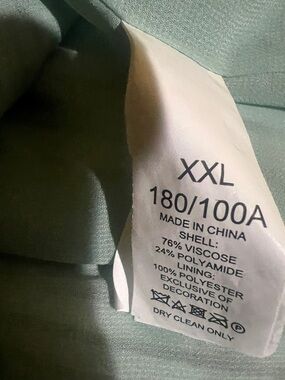 XXL
180/100A
MADE IN CHINA
SHELL:
76% VISCOSE
24% POLYAMIDE
LINING:
100% POLYESTER
EXCLUSIVE OF
DECORATION
DRY CLEAN ONLY